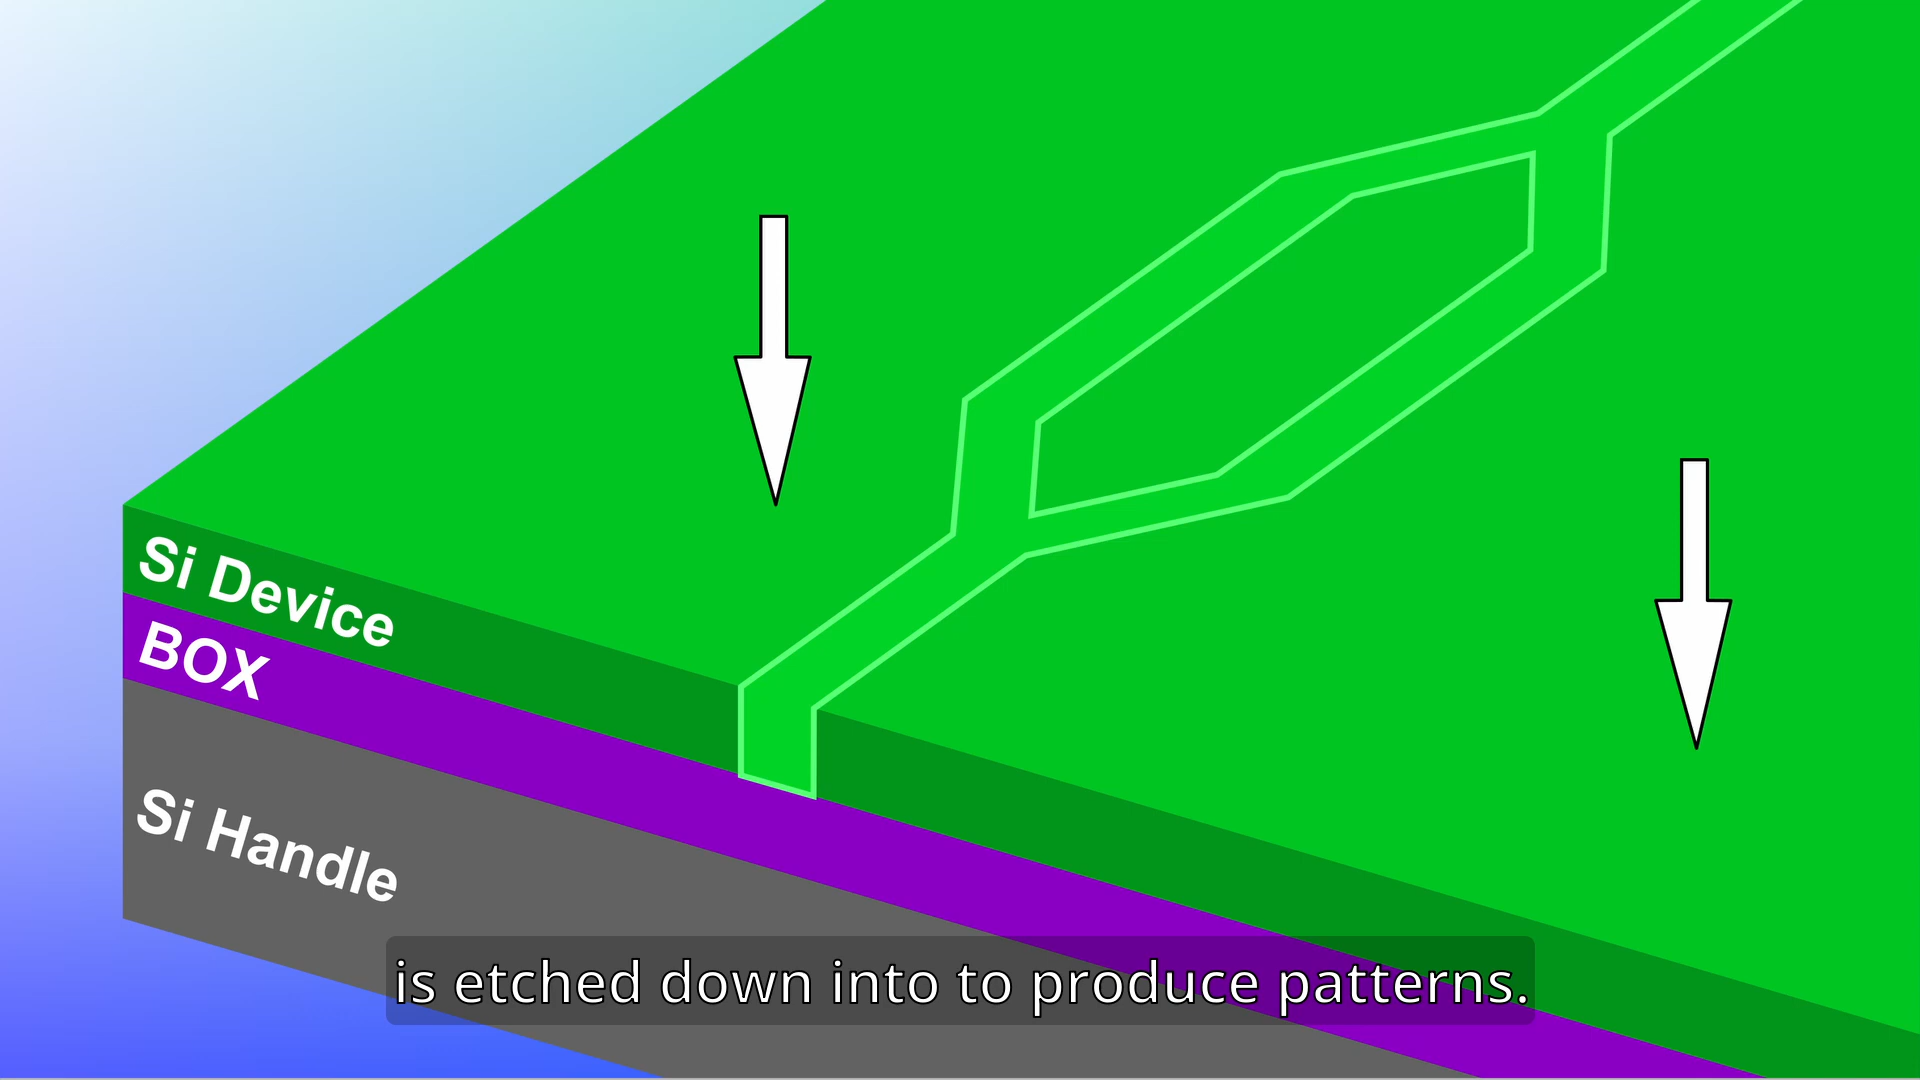 Si Device
BOX
Si Handle
is etched down into to produce patterns.